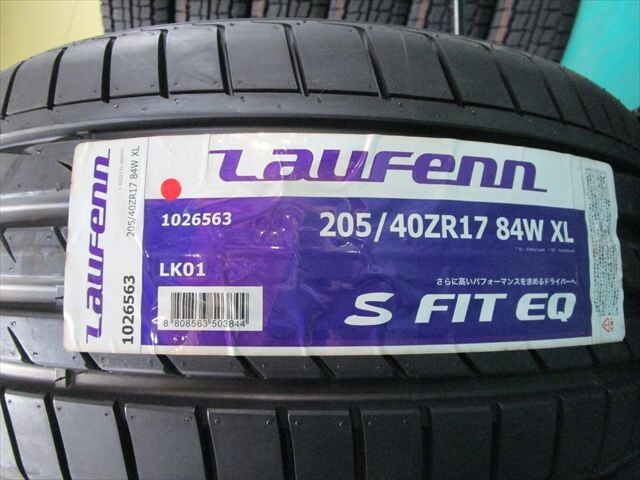 Laufenn
1026563
205/40ZR17 84W XL
Laufenn
1026563
205/40ZR17 84W XL
LK01
さらに高いパフォーマンスを求めるドライバーへ
S FIT EQ
8 808563 503844